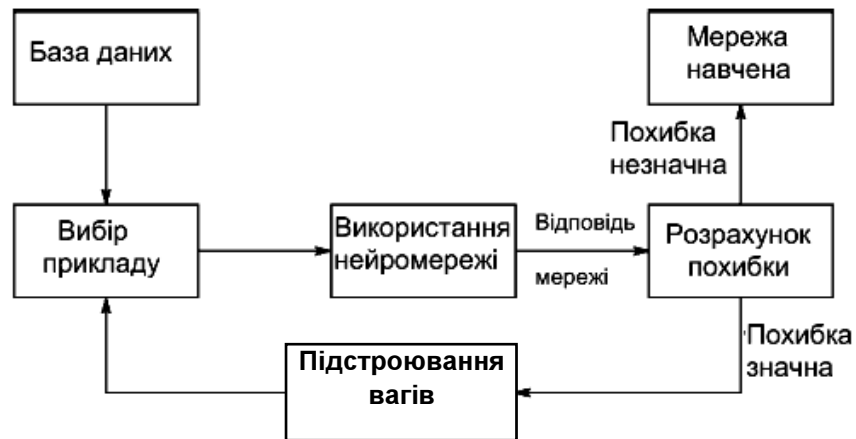 База даних
Мережа
навчена
Похибка
незначна
Вибір
прикладу
Використання
нейромережі
Відповідь
мережі
Розрахунок
похибки
Похибка
значна
Підстроювання
вагів